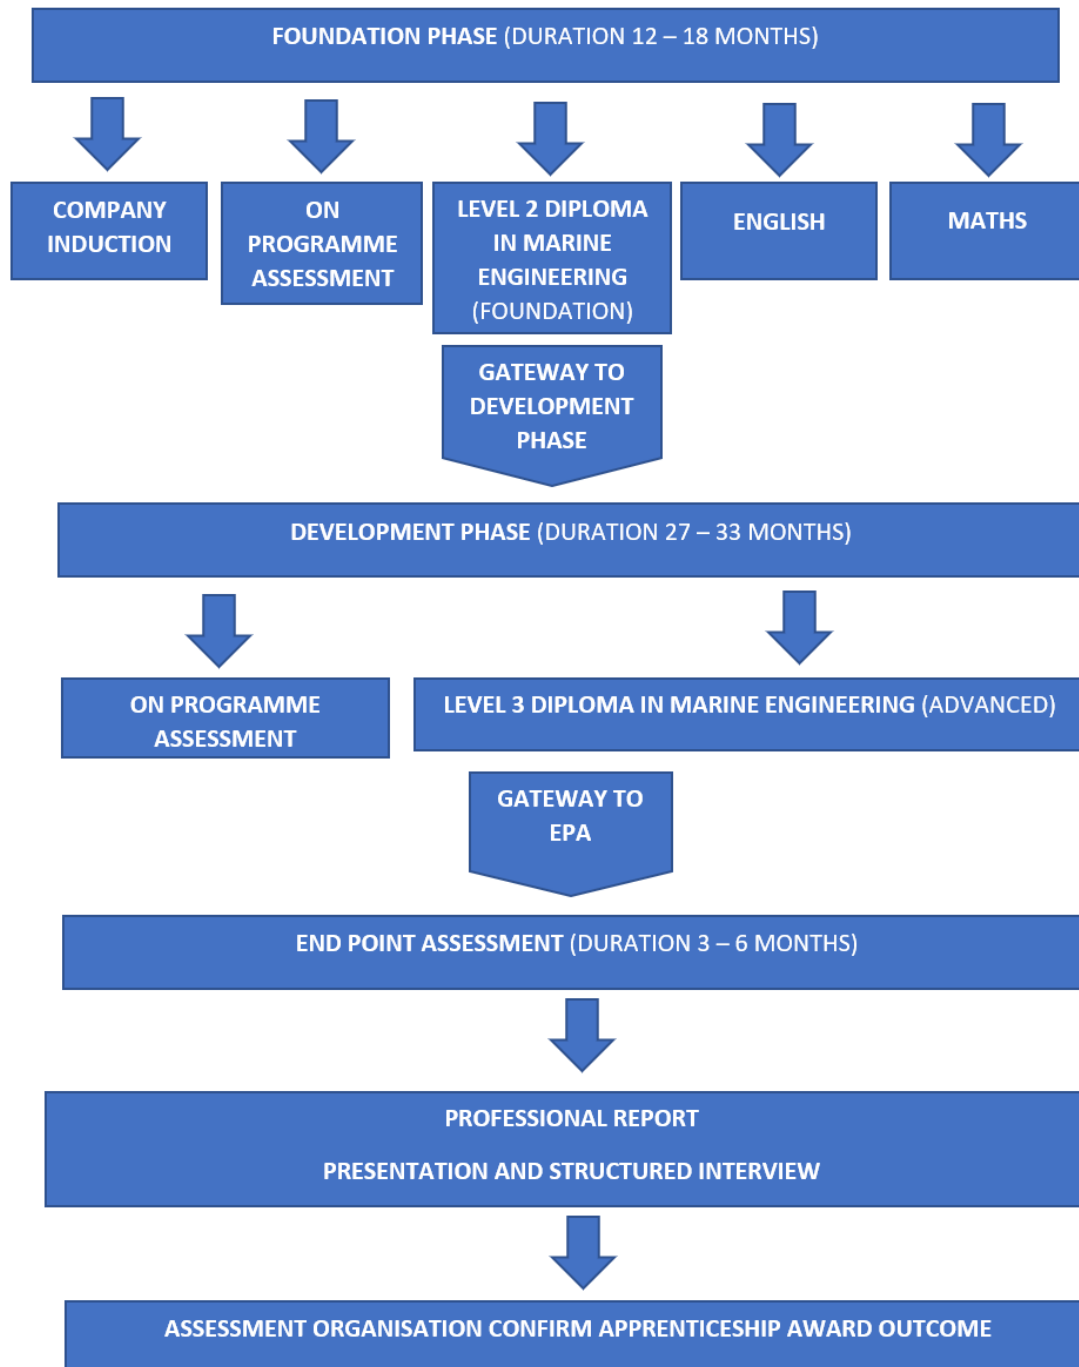 FOUNDATION PHASE (DURATION 12 – 18 MONTHS)
COMPANY
INDUCTION
ON
PROGRAMME
ASSESSMENT
LEVEL 2 DIPLOMA
IN MARINE
ENGINEERING
(FOUNDATION)
ENGLISH
MATHS
GATEWAY TO
DEVELOPMENT
PHASE
DEVELOPMENT PHASE (DURATION 27 – 33 MONTHS)
ON PROGRAMME
ASSESSMENT
LEVEL 3 DIPLOMA IN MARINE ENGINEERING (ADVANCED)
GATEWAY TO
EPA
END POINT ASSESSMENT (DURATION 3 – 6 MONTHS)
PROFESSIONAL REPORT
PRESENTATION AND STRUCTURED INTERVIEW
ASSESSMENT ORGANISATION CONFIRM APPRENTICESHIP AWARD OUTCOME